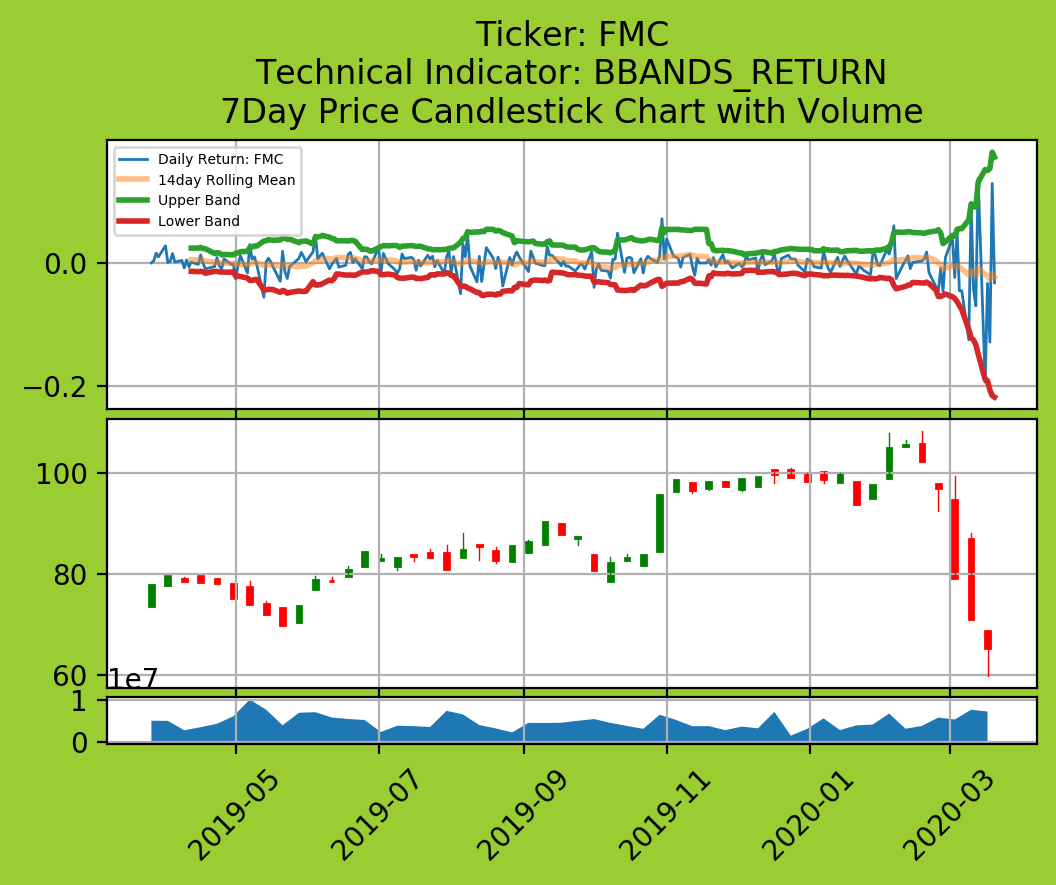 Ticker: FMC
Technical Indicator: BBANDS_RETURN
7Day Price Candlestick Chart with Volume
Daily Return: FMC
14day Rolling Mean
Upper Band
Lower Band
0.0
−0.2
100
80
60
1e7
1
0
2019-05
2019-07
2019-09
2019-11
2020-01
2020-03